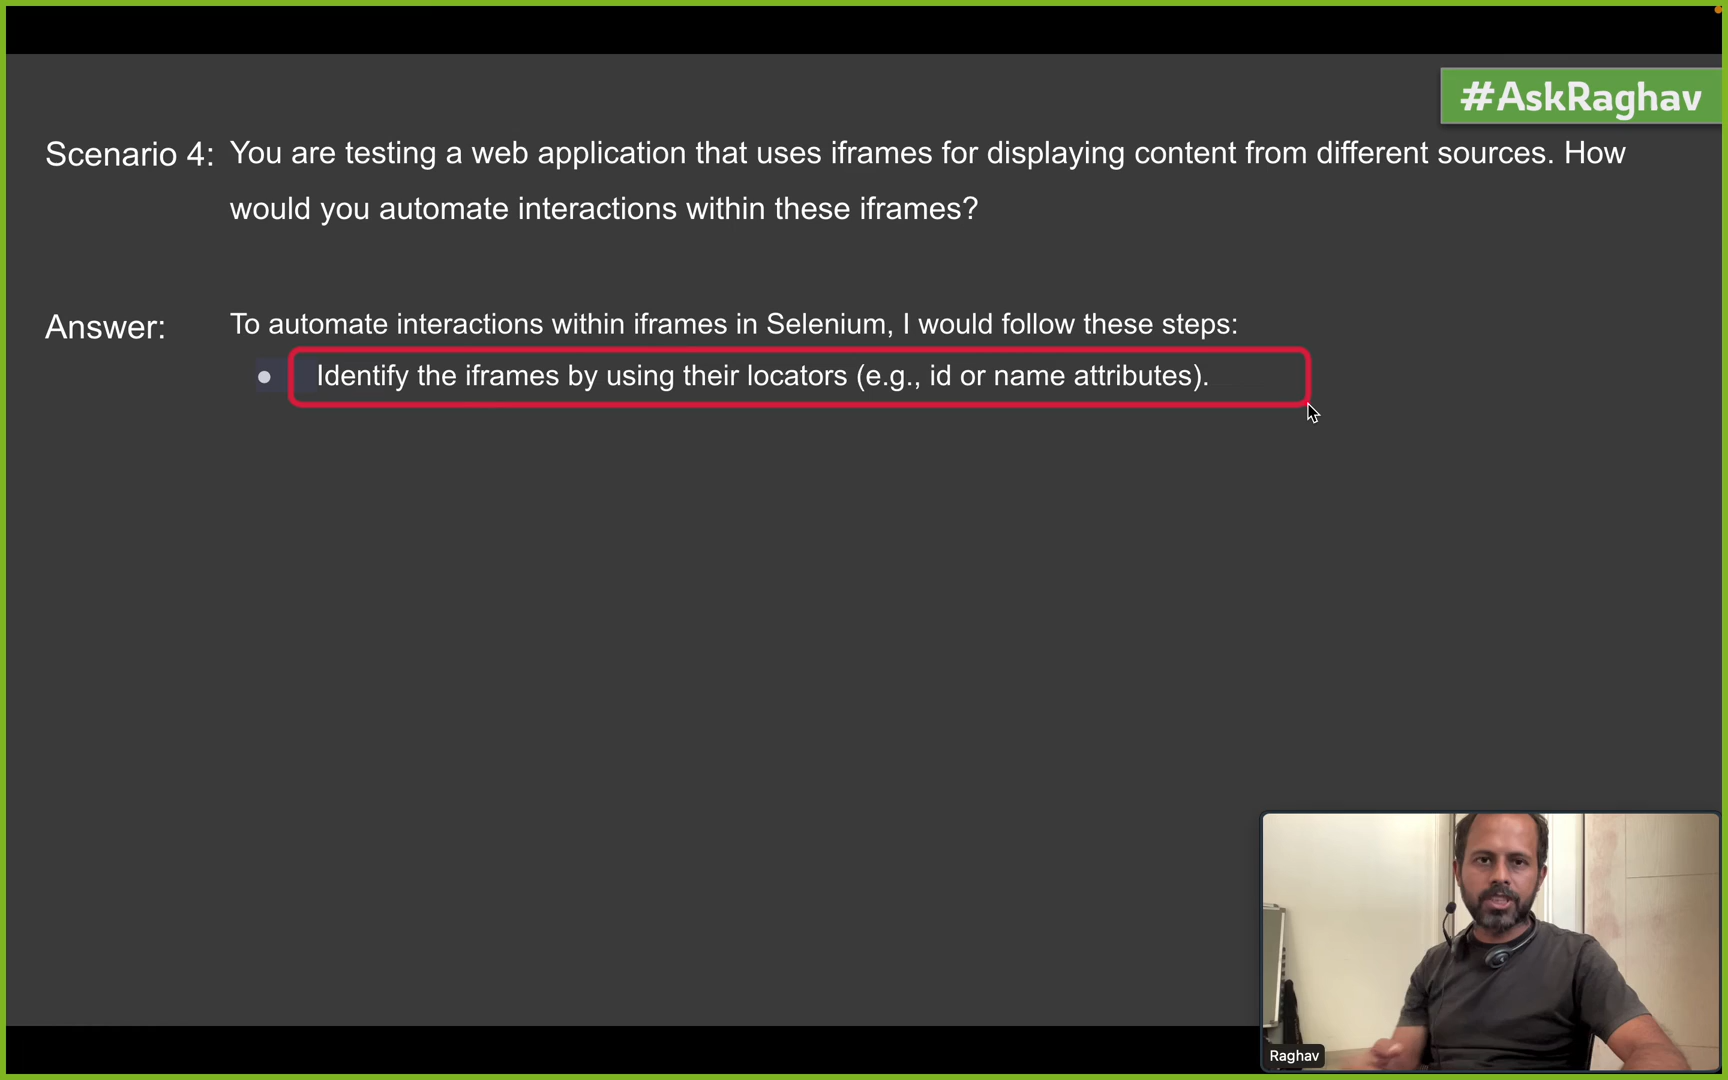 #AskRaghav
Scenario 4: You are testing a web application that uses iframes for displaying content from different sources. How
would you automate interactions within these iframes?
Answer: To automate interactions within iframes in Selenium, I would follow these steps:
● Identify the iframes by using their locators (e.g., id or name attributes).
Raghav